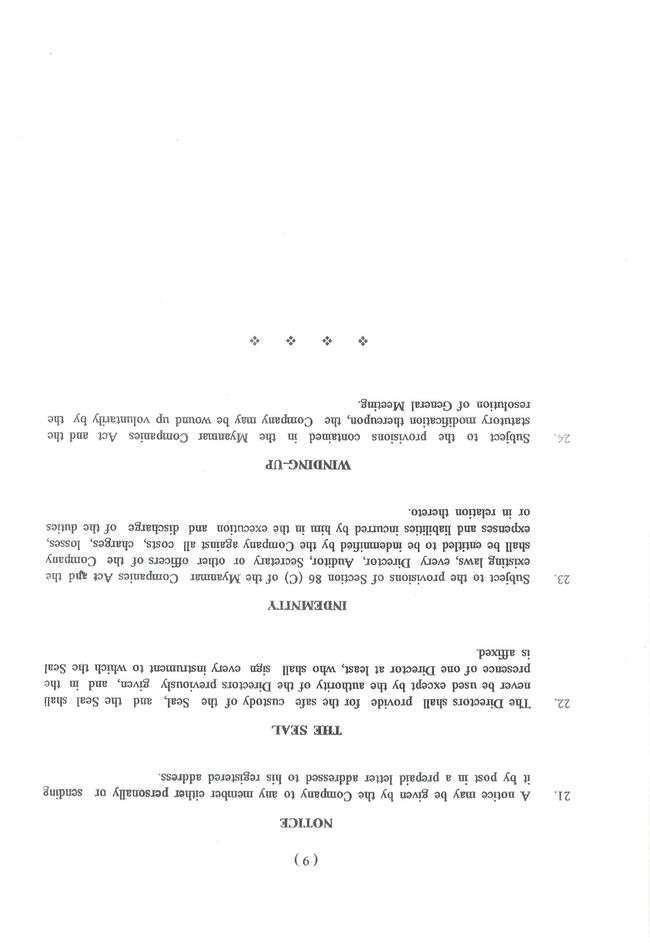 ( 9 )
NOTICE
21. A notice may be given by the Company to any member either personally or sending
it by post in a prepaid letter addressed to his registered address.
THE SEAL
22. The Directors shall provide for the safe custody of the Seal, and the Seal shall
never be used except by the authority of the Directors previously given, and in the
presence of one Director at least, who shall sign every instrument to which the Seal
is affixed.
INDEMNITY
23. Subject to the provisions of Section 86 (C) of the Myanmar Companies Act and the
existing laws, every Director, Auditor, Secretary or other officers of the Company
shall be entitled to be indemnified by the Company against all costs, charges, losses,
expenses and liabilities incurred by him in the execution and discharge of the duties
or in relation thereto.
WINDING-UP
24. Subject to the provisions contained in the Myanmar Companies Act and the
statutory modification thereupon, the Company may be wound up voluntarily by the
resolution of General Meeting.
❖ ❖ ❖ ❖